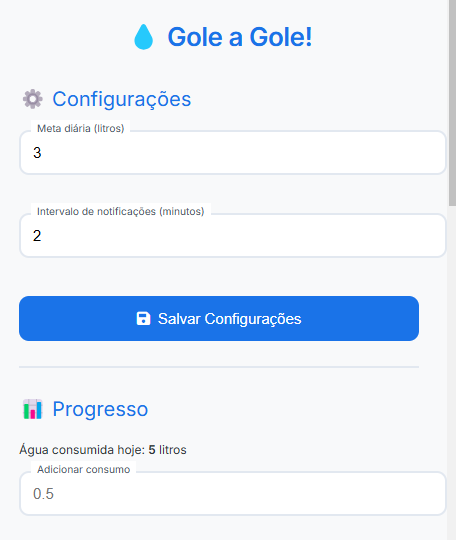 Gole a Gole!
Configurações
Meta diária (litros)
3
Intervalo de notificações (minutos)
2
Salvar Configurações
Progresso
Água consumida hoje: 5 litros
Adicionar consumo
0.5